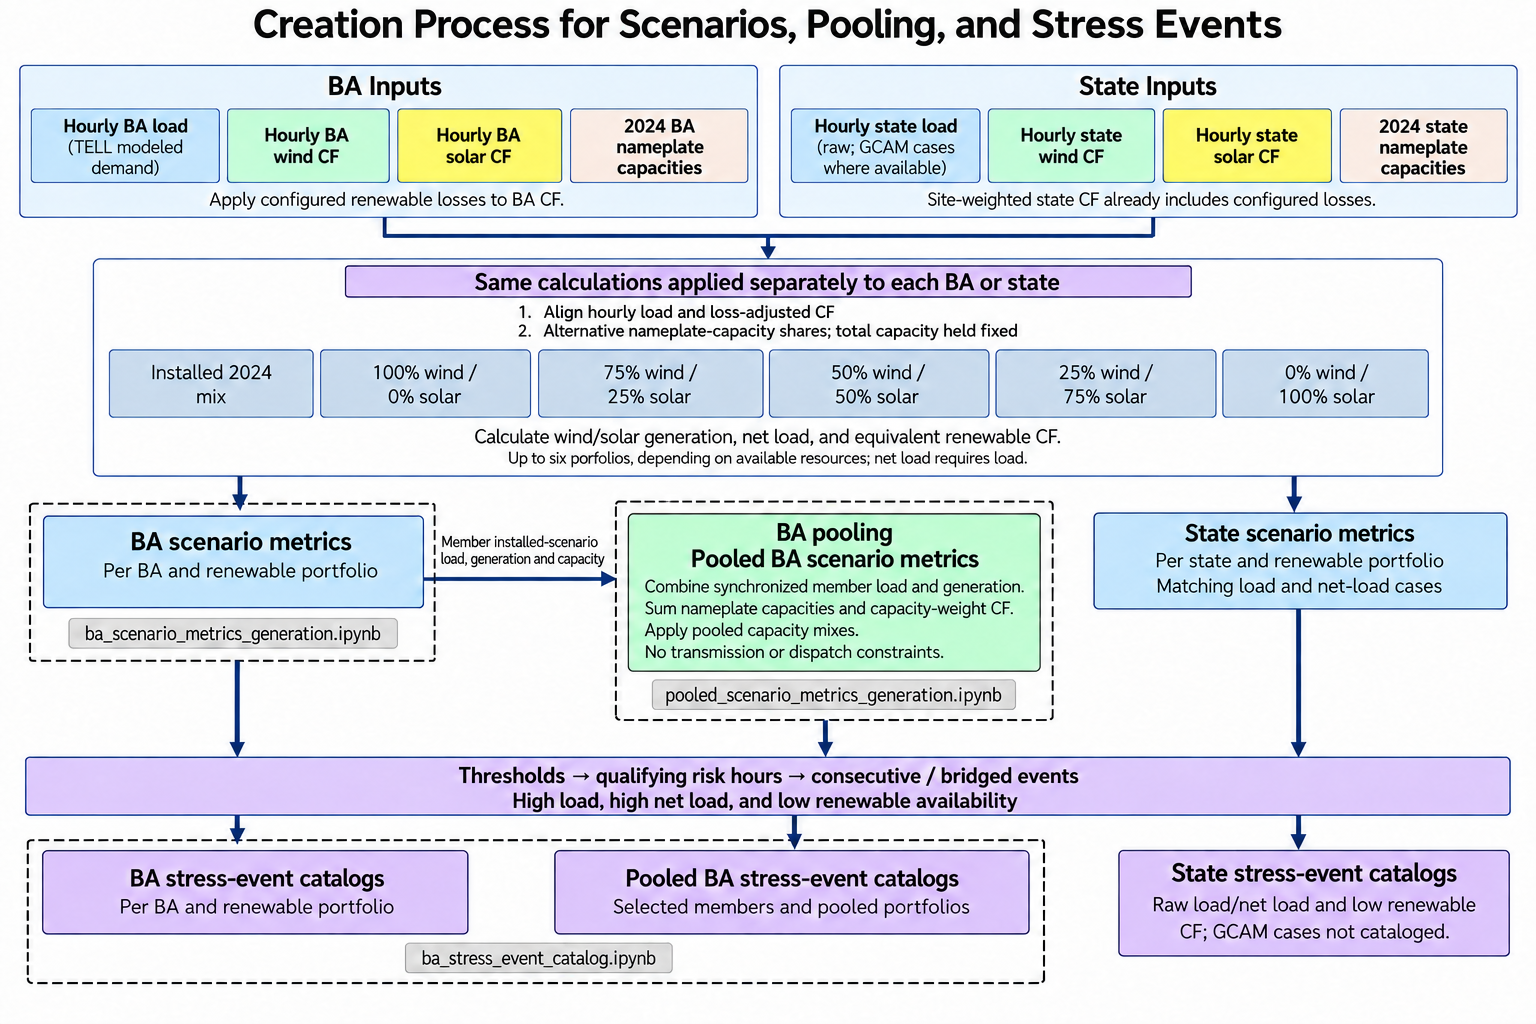 Creation Process for Scenarios, Pooling, and Stress Events
BA Inputs
Hourly BA load
(TELL modeled
demand)
Hourly BA
wind CF
Hourly BA
solar CF
2024 BA
nameplate
capacities
Apply configured renewable losses to BA CF.
State Inputs
Hourly state load
(raw; GCAM cases
where available)
Hourly state
wind CF
Hourly state
solar CF
2024 state
nameplate
capacities
Site-weighted state CF already includes configured losses.
Same calculations applied separately to each BA or state
1. Align hourly load and loss-adjusted CF
2. Alternative nameplate-capacity shares; total capacity held fixed
Installed 2024
mix
100% wind /
0% solar
75% wind /
25% solar
50% wind /
50% solar
25% wind /
75% solar
0% wind /
100% solar
Calculate wind/solar generation, net load, and equivalent renewable CF.
Up to six porfolios, depending on available resources; net load requires load.
BA scenario metrics
Per BA and renewable portfolio
ba_scenario_metrics_generation.ipynb
Member installed-scenario
load, generation and capacity
BA pooling
Pooled BA scenario metrics
Combine synchronized member load and generation.
Sum nameplate capacities and capacity-weight CF.
Apply pooled capacity mixes.
No transmission or dispatch constraints.
pooled_scenario_metrics_generation.ipynb
State scenario metrics
Per state and renewable portfolio
Matching load and net-load cases
Thresholds → qualifying risk hours → consecutive / bridged events
High load, high net load, and low renewable availability
BA stress-event catalogs
Per BA and renewable portfolio
Pooled BA stress-event catalogs
Selected members and pooled portfolios
ba_stress_event_catalog.ipynb
State stress-event catalogs
Raw load/net load and low renewable
CF; GCAM cases not cataloged.